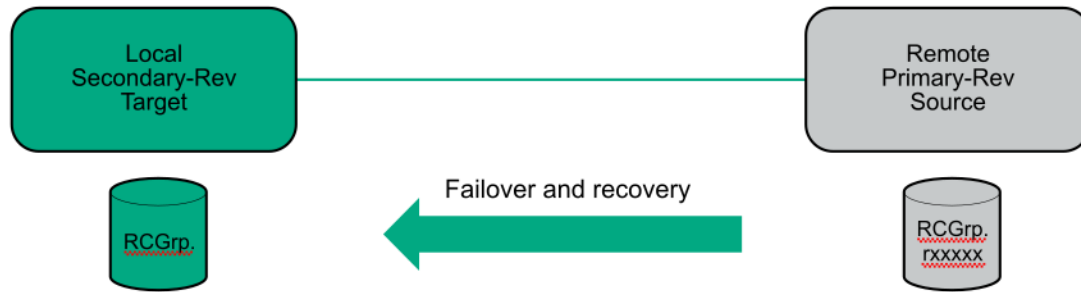 Local
Secondary-Rev
Target
Remote
Primary-Rev
Source
Failover and recovery
RCGrp.
RCGrp.
rxxxxx